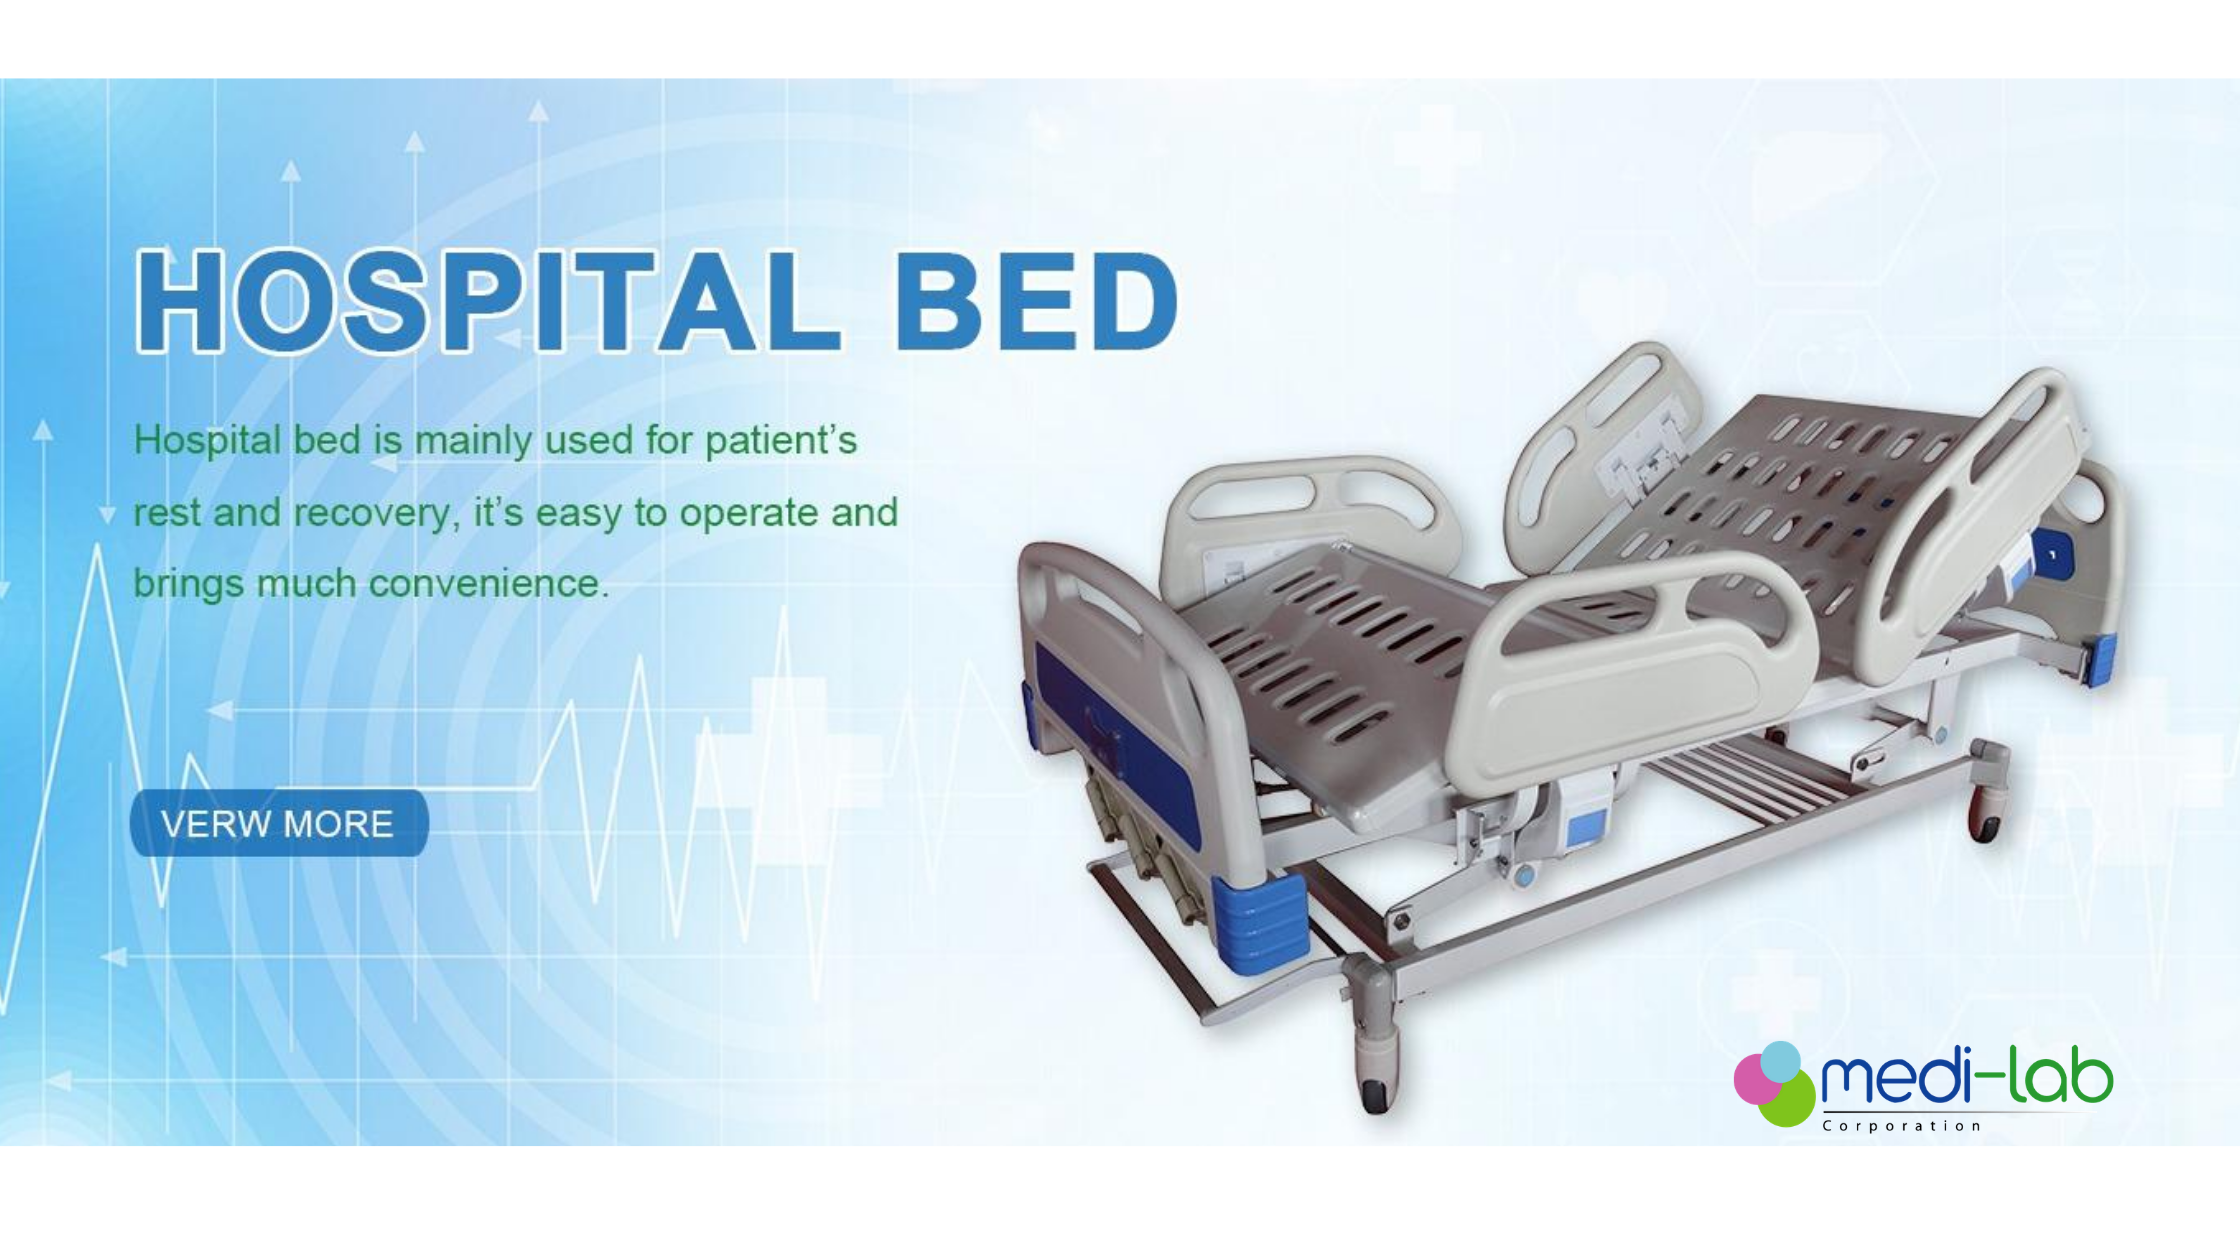 HOSPITAL BED
Hospital bed is mainly used for patient’s
rest and recovery, it’s easy to operate and
brings much convenience.
VERW MORE
medi-lab
Corporation